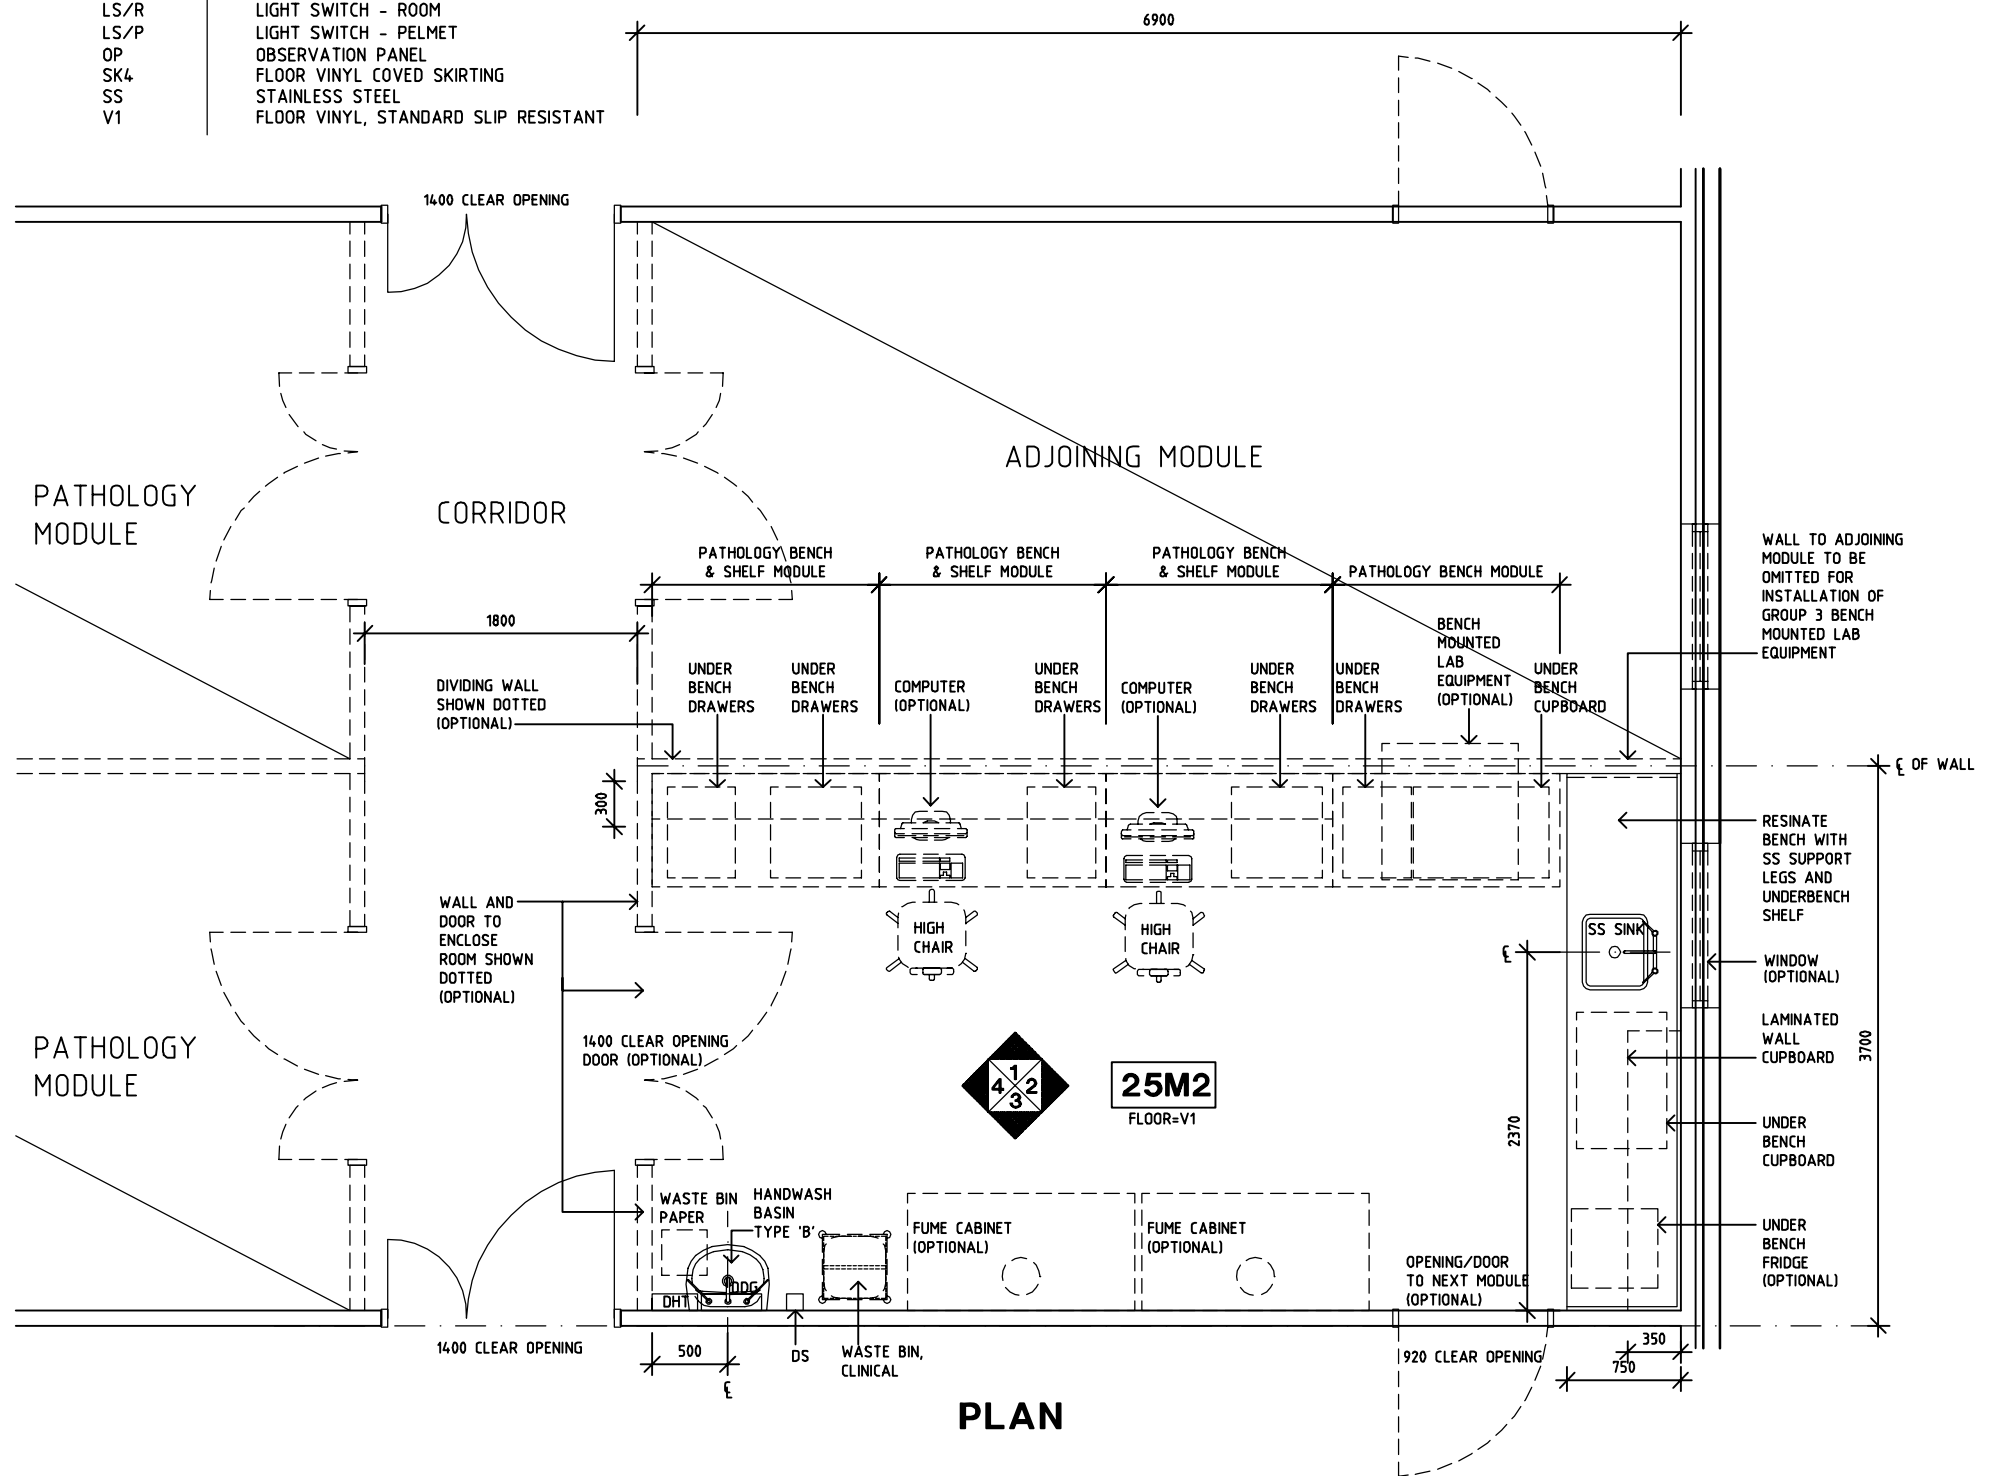 LS/R LIGHT SWITCH - ROOM
LS/P LIGHT SWITCH - PELMET
OP OBSERVATION PANEL
SK4 FLOOR VINYL COVED SKIRTING
SS STAINLESS STEEL
V1 FLOOR VINYL, STANDARD SLIP RESISTANT
6900
1400 CLEAR OPENING
ADJOINING MODULE
PATHOLOGY
MODULE
CORRIDOR
PATHOLOGY BENCH
& SHELF MODULE
PATHOLOGY BENCH
& SHELF MODULE
PATHOLOGY BENCH
& SHELF MODULE
PATHOLOGY BENCH MODULE
WALL TO ADJOINING
MODULE TO BE
OMITTED FOR
INSTALLATION OF
GROUP 3 BENCH
MOUNTED LAB
EQUIPMENT
1800
DIVIDING WALL
SHOWN DOTTED
(OPTIONAL)
UNDER
BENCH
DRAWERS
UNDER
BENCH
DRAWERS
COMPUTER
(OPTIONAL)
UNDER
BENCH
DRAWERS
COMPUTER
(OPTIONAL)
UNDER
BENCH
DRAWERS
UNDER
BENCH
DRAWERS
BENCH
MOUNTED
LAB
EQUIPMENT
(OPTIONAL)
UNDER
BENCH
CUPBOARD
℄ OF WALL
300
RESINATE
BENCH WITH
SS SUPPORT
LEGS AND
UNDERBENCH
SHELF
WALL AND
DOOR TO
ENCLOSE
ROOM SHOWN
DOTTED
(OPTIONAL)
HIGH
CHAIR
HIGH
CHAIR
SS SINK
℄
WINDOW
(OPTIONAL)
LAMINATED
WALL
CUPBOARD
3700
PATHOLOGY
MODULE
1400 CLEAR OPENING
DOOR (OPTIONAL)
1
4 2
3
25M2
FLOOR=V1
2370
UNDER
BENCH
CUPBOARD
WASTE BIN
PAPER
HANDWASH
BASIN
TYPE 'B'
FUME CABINET
(OPTIONAL)
FUME CABINET
(OPTIONAL)
OPENING/DOOR
TO NEXT MODULE
(OPTIONAL)
UNDER
BENCH
FRIDGE
(OPTIONAL)
DHT
DDG
1400 CLEAR OPENING
500
℄
DS
WASTE BIN,
CLINICAL
920 CLEAR OPENING
350
750
PLAN